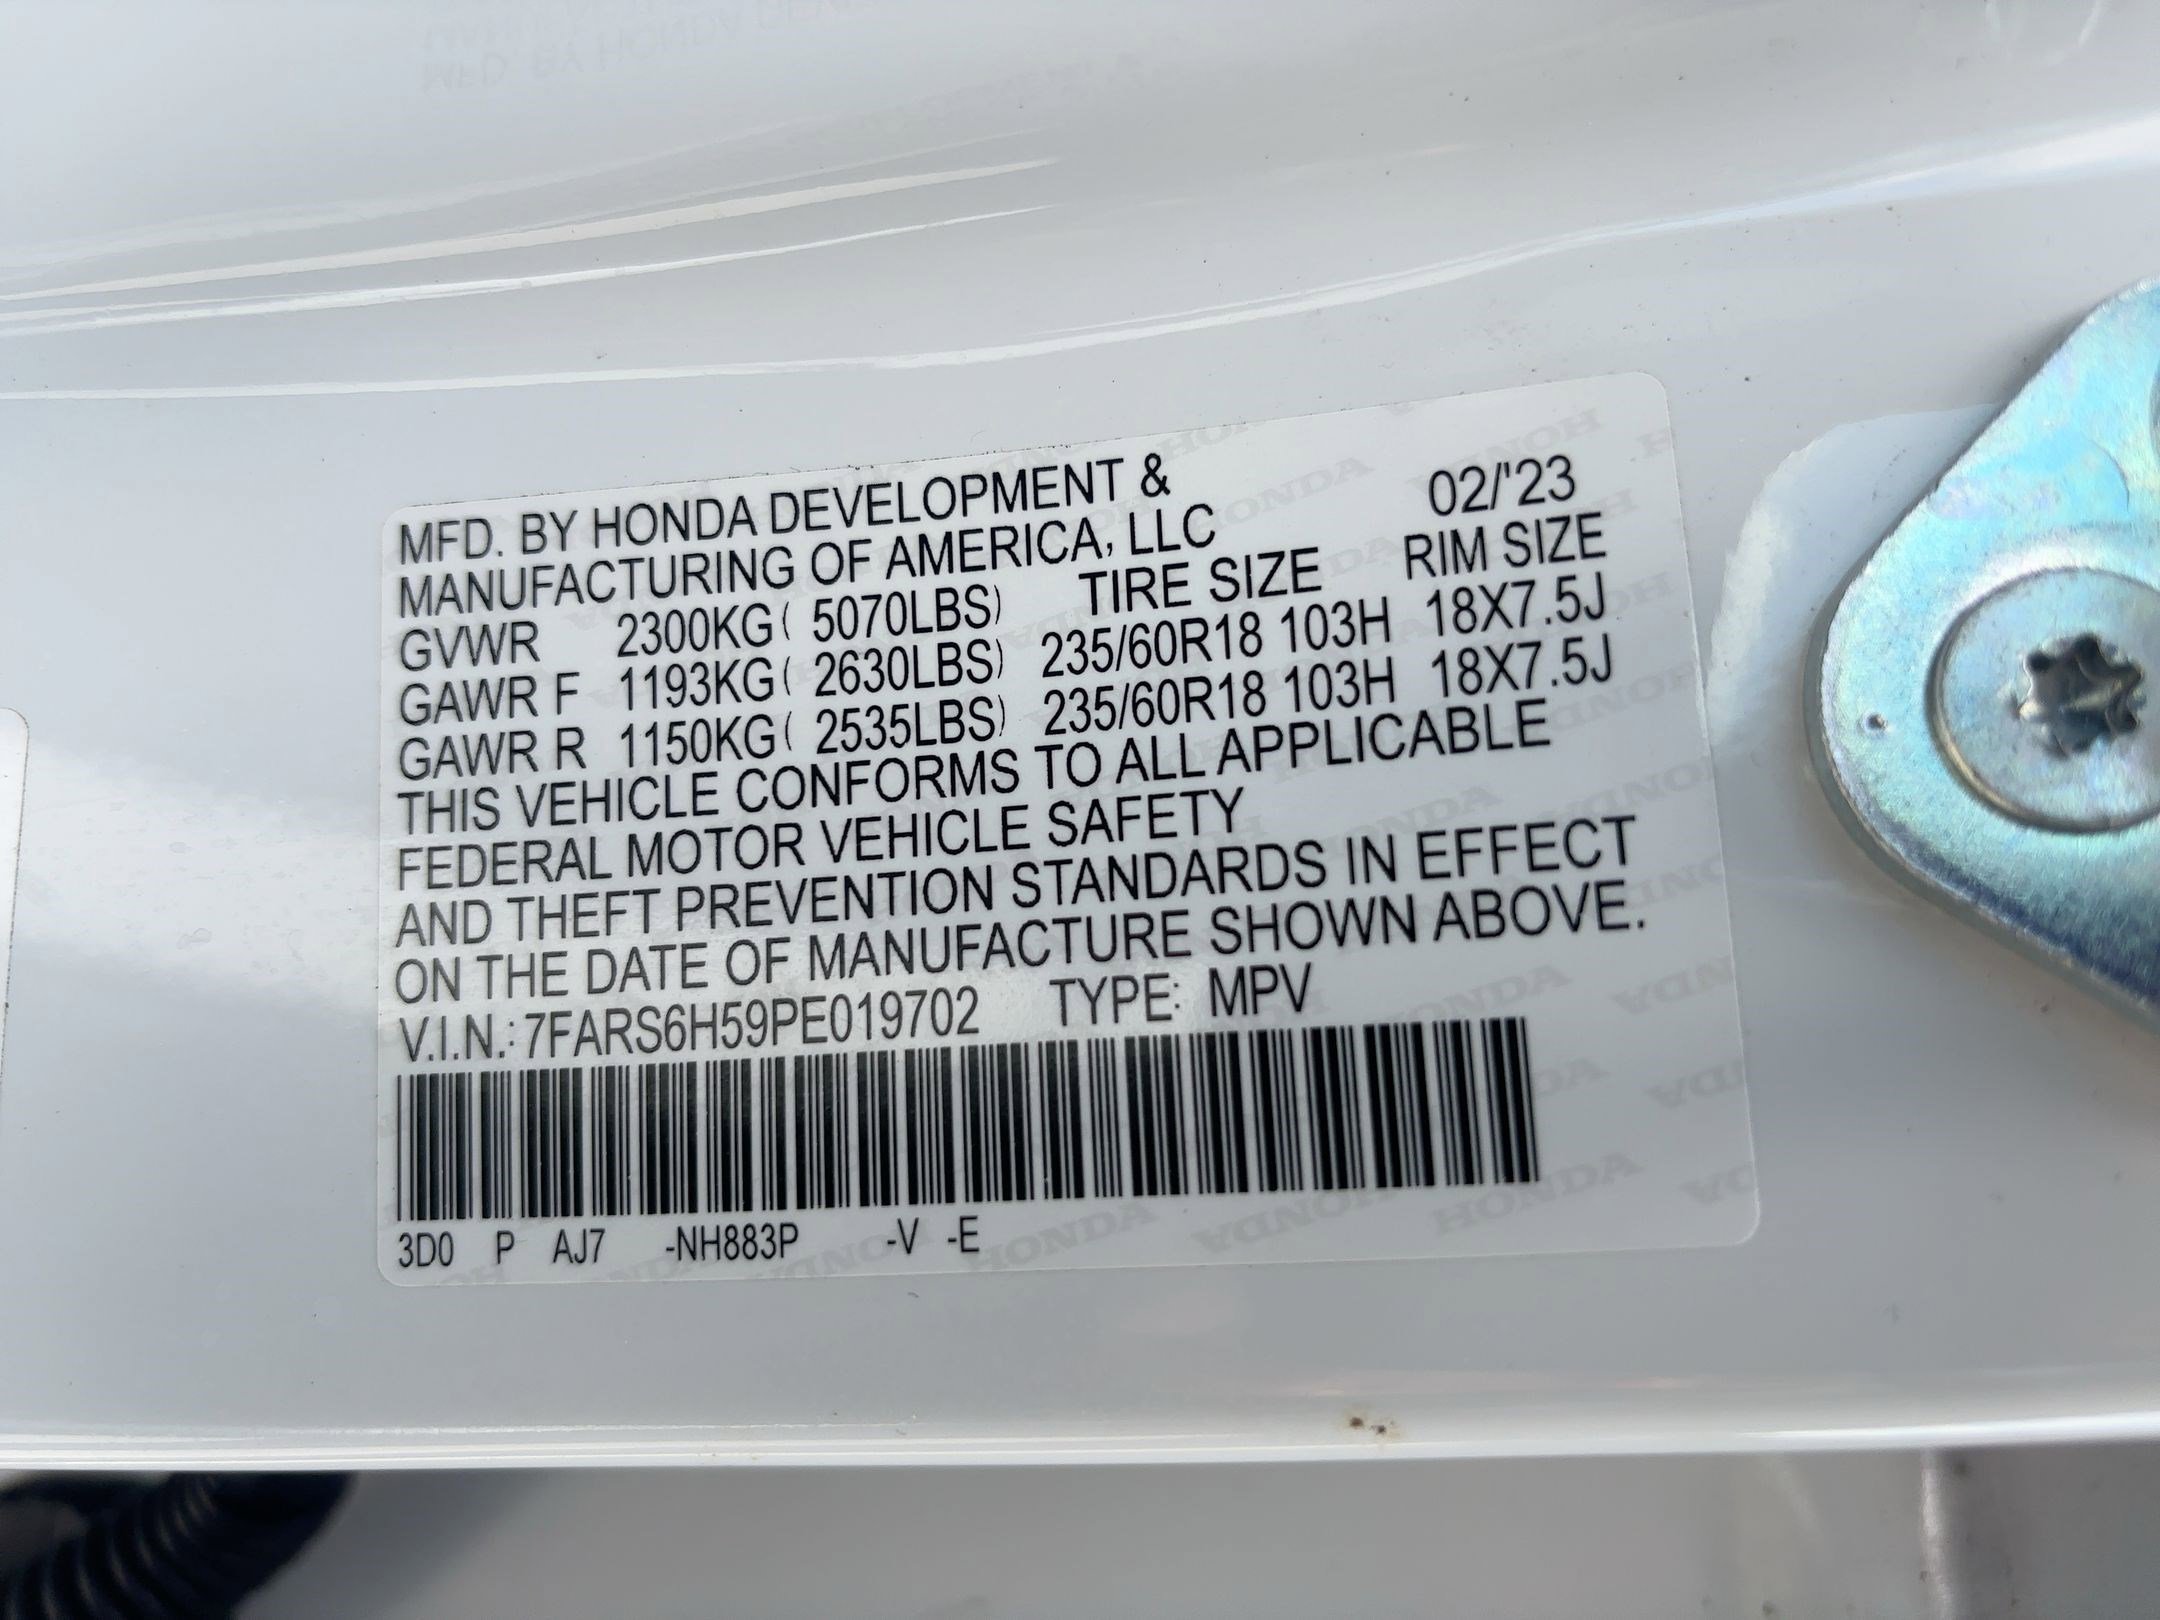 MFD. BY HONDA DEVELOPMENT & 02/'23
MANUFACTURING OF AMERICA, LLC
GVWR 2300KG( 5070LBS) TIRE SIZE RIM SIZE
GAWR F 1193KG( 2630LBS) 235/60R18 103H 18X7.5J
GAWR R 1150KG( 2535LBS) 235/60R18 103H 18X7.5J
THIS VEHICLE CONFORMS TO ALL APPLICABLE
FEDERAL MOTOR VEHICLE SAFETY
AND THEFT PREVENTION STANDARDS IN EFFECT
ON THE DATE OF MANUFACTURE SHOWN ABOVE.
V.I.N.: 7FARS6H59PE019702 TYPE: MPV
3D0 P AJ7 -NH883P -V -E